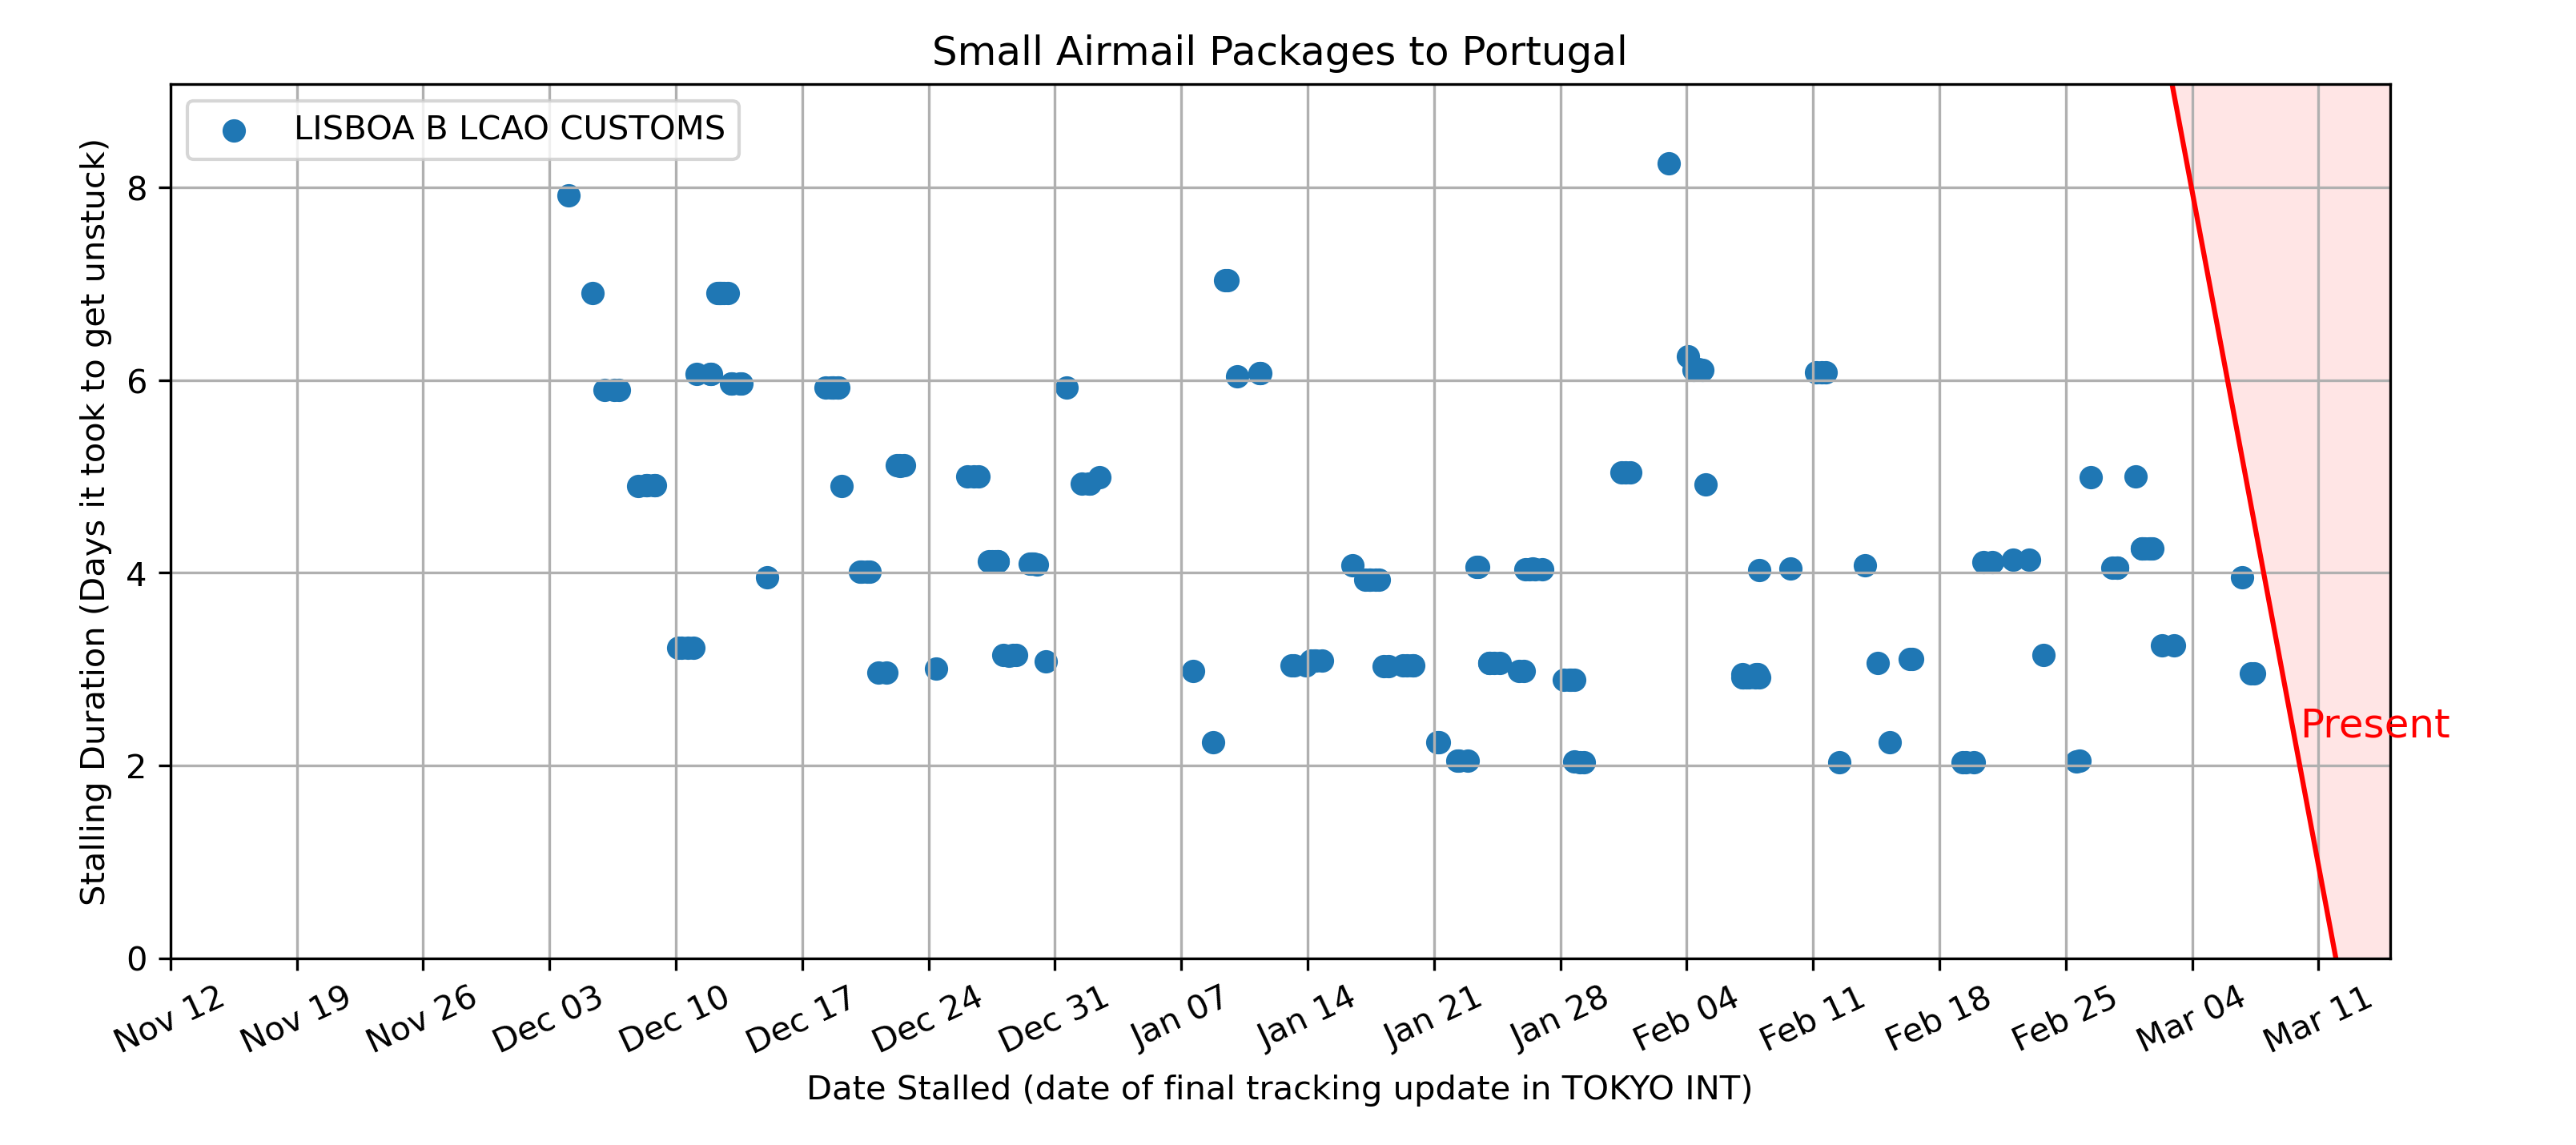 Small Airmail Packages to Portugal
LISBOA B LCAO CUSTOMS
Stalling Duration (Days it took to get unstuck)
8
6
4
2
0
Present
Nov 12
Nov 19
Nov 26
Dec 03
Dec 10
Dec 17
Dec 24
Dec 31
Jan 07
Jan 14
Jan 21
Jan 28
Feb 04
Feb 11
Feb 18
Feb 25
Mar 04
Mar 11
Date Stalled (date of final tracking update in TOKYO INT)